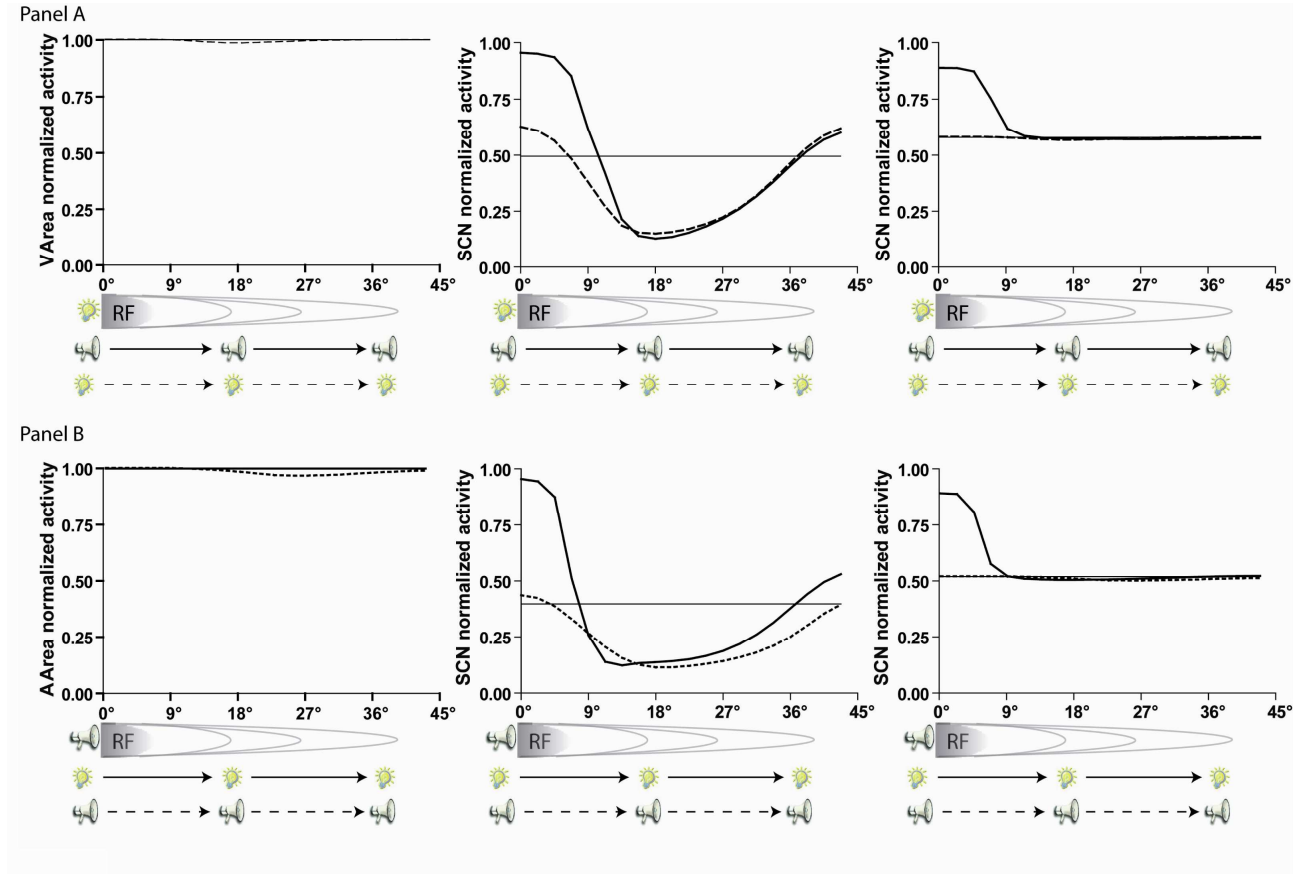 Panel A
V Area normalized activity
1.00
0.75
0.50
0.25
0.00
0° 9° 18° 27° 36° 45°
RF
SCN normalized activity
1.00
0.75
0.50
0.25
0.00
0° 9° 18° 27° 36° 45°
RF
SCN normalized activity
1.00
0.75
0.50
0.25
0.00
0° 9° 18° 27° 36° 45°
RF
Panel B
A Area normalized activity
1.00
0.75
0.50
0.25
0.00
0° 9° 18° 27° 36° 45°
RF
SCN normalized activity
1.00
0.75
0.50
0.25
0.00
0° 9° 18° 27° 36° 45°
RF
SCN normalized activity
1.00
0.75
0.50
0.25
0.00
0° 9° 18° 27° 36° 45°
RF